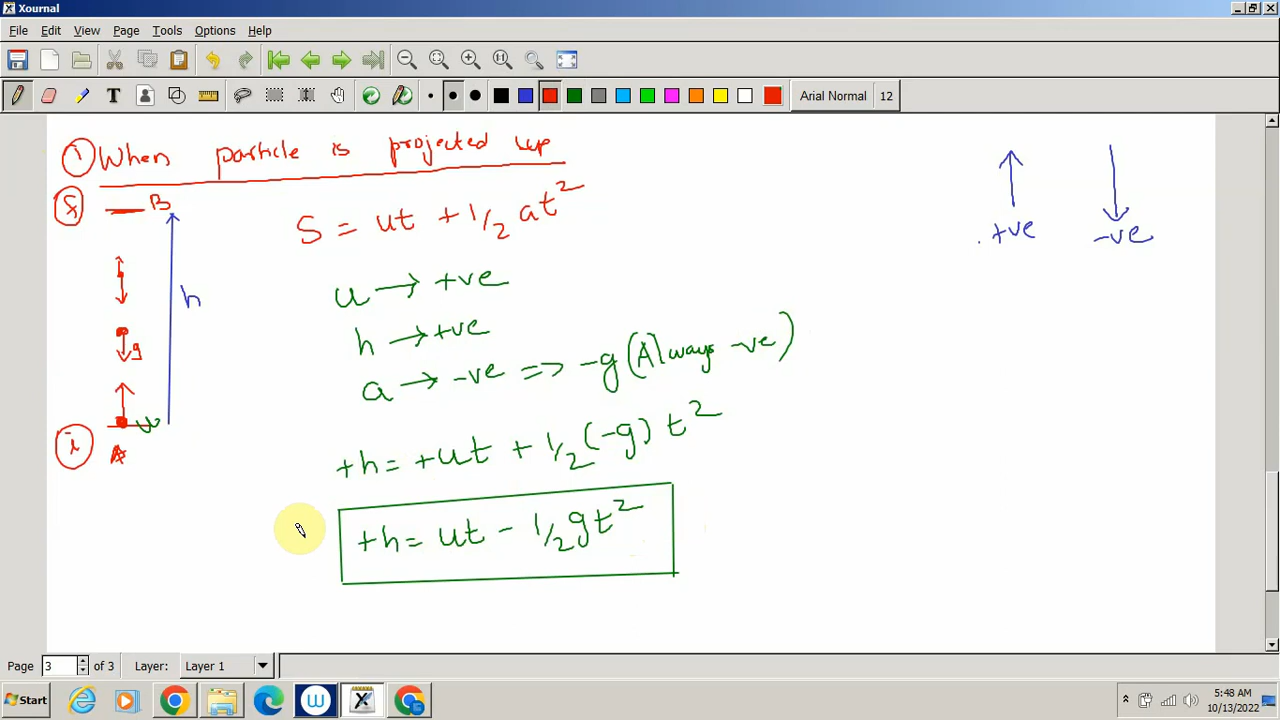 Xournal
File Edit View Page Tools Options Help
Arial Normal 12
① When particle is projected up
f B
S = ut + 1/2 at²
+ve -ve
u → +ve
h
h → +ve
g
a → -ve => -g (Always -ve)
i A
+h = +ut + 1/2 (-g) t²
+h = ut - 1/2 gt²
Page 3 of 3 Layer: Layer 1
Start W 5:48 AM
10/13/2022